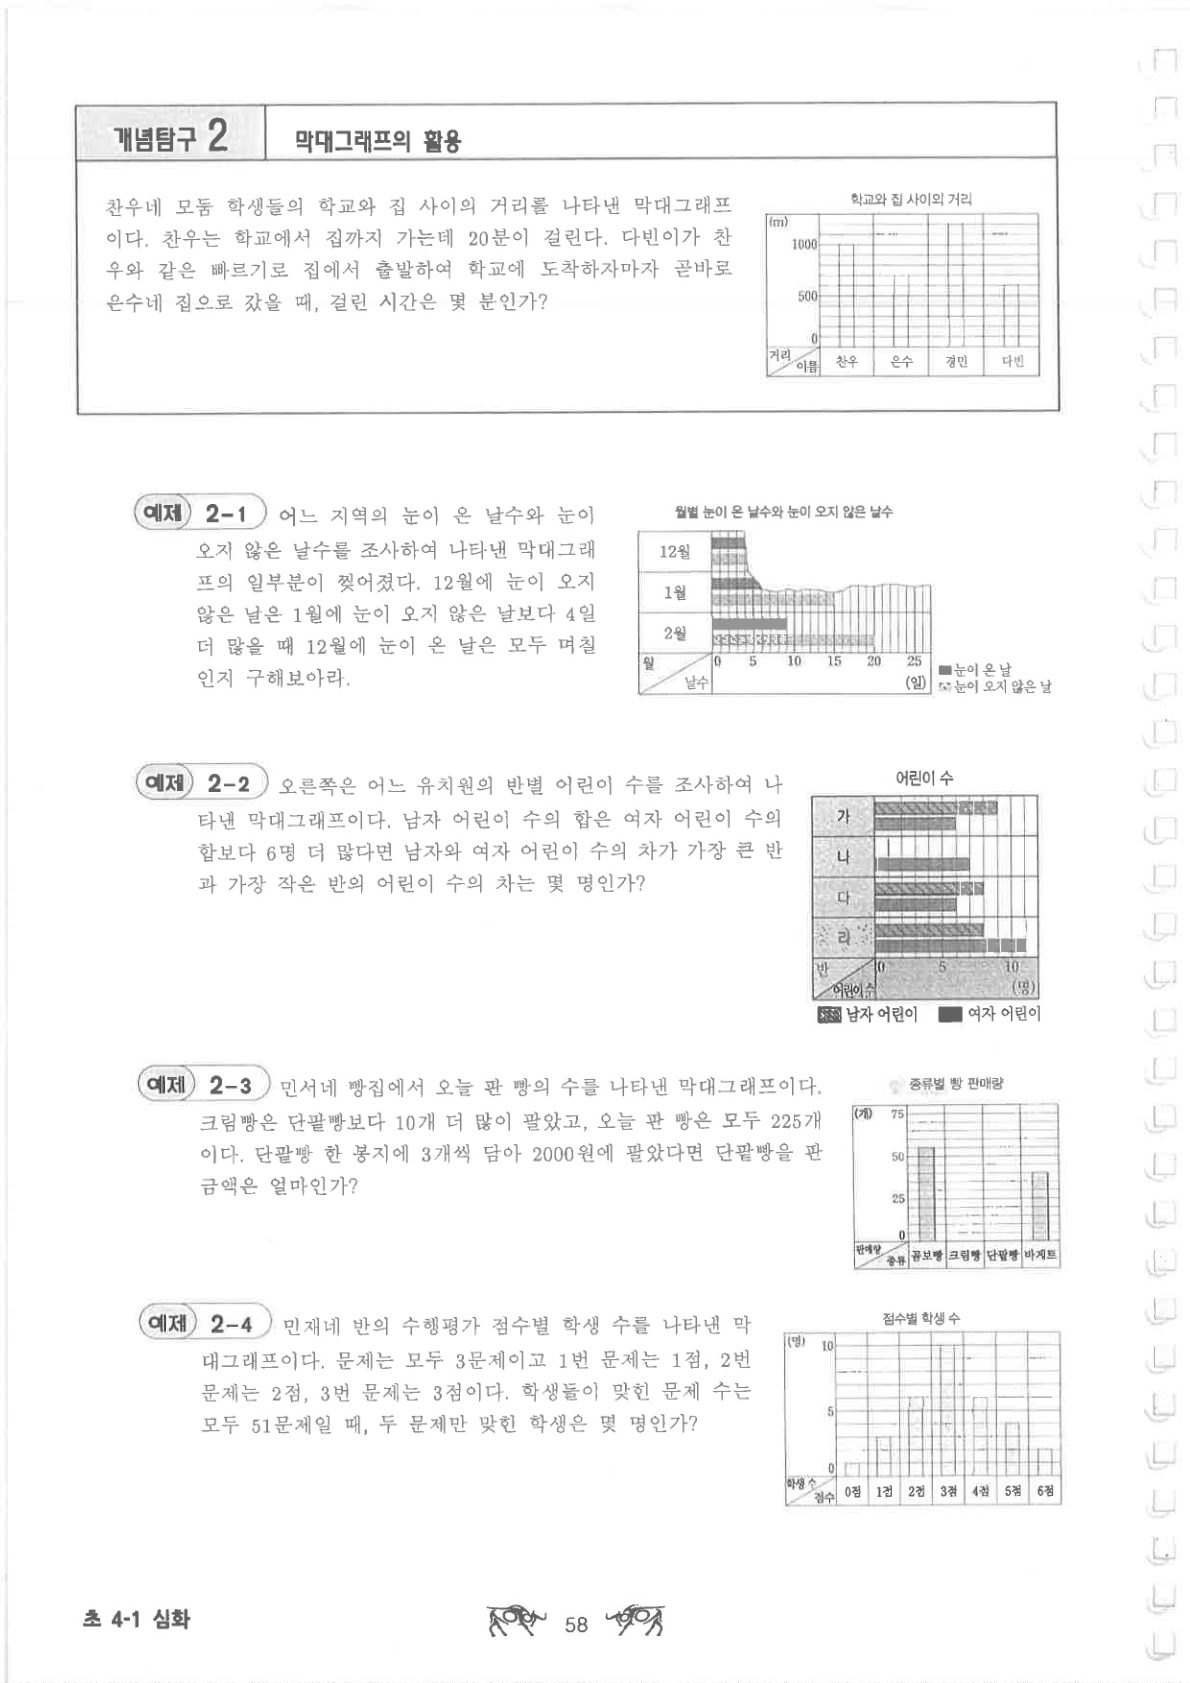 개념탐구 2
막대그래프의 활용
찬우네 모둠 학생들의 학교와 집 사이의 거리를 나타낸 막대그래프
이다. 찬우는 학교에서 집까지 가는데 20분이 걸린다. 다빈이가 찬
우와 같은 빠르기로 집에서 출발하여 학교에 도착하자마자 곧바로
은수네 집으로 갔을 때, 걸린 시간은 몇 분인가?
학교와 집 사이의 거리
(m)
1000
500
0
거리
이름
찬우 은수 경민 다빈
예제 2-1 어느 지역의 눈이 온 날수와 눈이
오지 않은 날수를 조사하여 나타낸 막대그래
프의 일부분이 찢어졌다. 12월에 눈이 오지
않은 날은 1월에 눈이 오지 않은 날보다 4일
더 많을 때 12월에 눈이 온 날은 모두 며칠
인지 구해보아라.
월별 눈이 온 날수와 눈이 오지 않은 날수
12월
1월
2월
월
날수
0 5 10 15 20 25
(일)
눈이 온 날
눈이 오지 않은 날
예제 2-2 오른쪽은 어느 유치원의 반별 어린이 수를 조사하여 나
타낸 막대그래프이다. 남자 어린이 수의 합은 여자 어린이 수의
합보다 6명 더 많다면 남자와 여자 어린이 수의 차가 가장 큰 반
과 가장 작은 반의 어린이 수의 차는 몇 명인가?
어린이 수
가
나
다
라
반
어린이 수
0 5 10
(명)
남자 어린이 여자 어린이
예제 2-3 민서네 빵집에서 오늘 판 빵의 수를 나타낸 막대그래프이다.
크림빵은 단팥빵보다 10개 더 많이 팔았고, 오늘 판 빵은 모두 225개
이다. 단팥빵 한 봉지에 3개씩 담아 2000원에 팔았다면 단팥빵을 판
금액은 얼마인가?
종류별 빵 판매량
(개) 75
50
25
0
판매량
종류
곰보빵 크림빵 단팥빵 바게트
예제 2-4 민재네 반의 수행평가 점수별 학생 수를 나타낸 막
대그래프이다. 문제는 모두 3문제이고 1번 문제는 1점, 2번
문제는 2점, 3번 문제는 3점이다. 학생들이 맞힌 문제 수는
모두 51문제일 때, 두 문제만 맞힌 학생은 몇 명인가?
점수별 학생 수
(명) 10
5
0
학생 수
점수
0점 1점 2점 3점 4점 5점 6점
초 4-1 심화
58